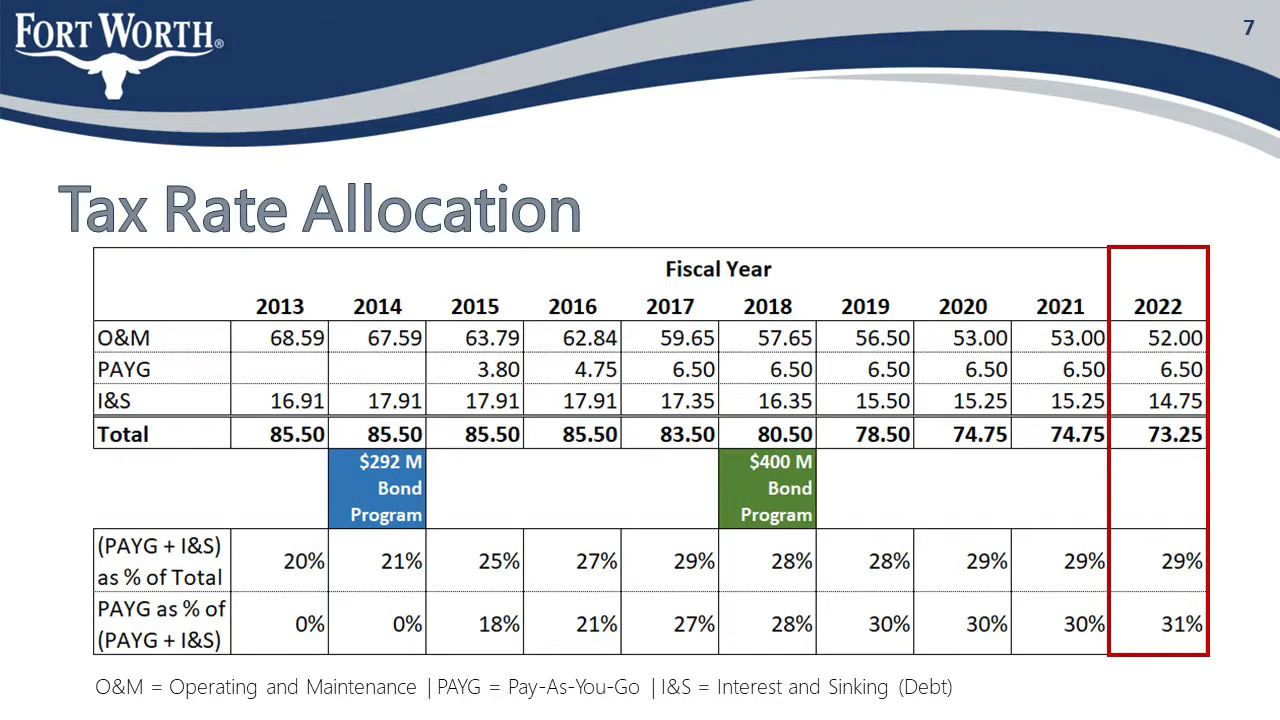 FORT WORTH®
7
Tax Rate Allocation
Fiscal Year
2013 2014 2015 2016 2017 2018 2019 2020 2021 2022
O&M 68.59 67.59 63.79 62.84 59.65 57.65 56.50 53.00 53.00 52.00
PAYG 3.80 4.75 6.50 6.50 6.50 6.50 6.50 6.50
I&S 16.91 17.91 17.91 17.91 17.35 16.35 15.50 15.25 15.25 14.75
Total 85.50 85.50 85.50 85.50 83.50 80.50 78.50 74.75 74.75 73.25
$292 M
Bond
Program
$400 M
Bond
Program
(PAYG + I&S)
as % of Total
20% 21% 25% 27% 29% 28% 28% 29% 29% 29%
PAYG as % of
(PAYG + I&S)
0% 0% 18% 21% 27% 28% 30% 30% 30% 31%
O&M = Operating and Maintenance | PAYG = Pay-As-You-Go | I&S = Interest and Sinking (Debt)